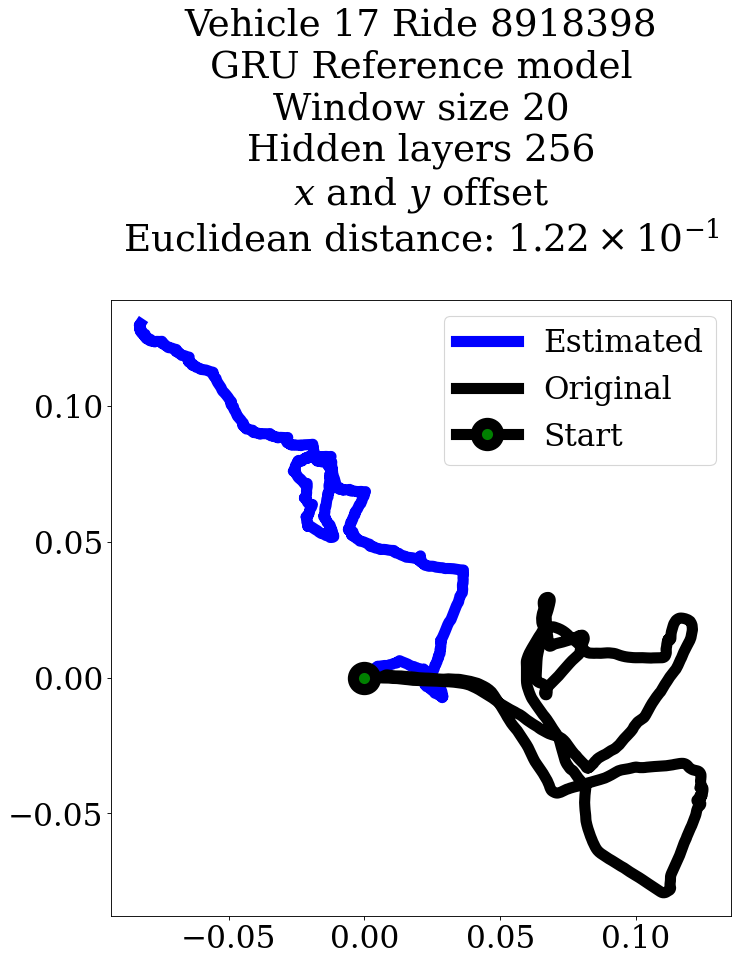 Vehicle 17 Ride 8918398
GRU Reference model
Window size 20
Hidden layers 256
x and y offset
Euclidean distance: 1.22 × 10⁻¹
Estimated
Original
Start
0.10
0.05
0.00
−0.05
−0.05 0.00 0.05 0.10